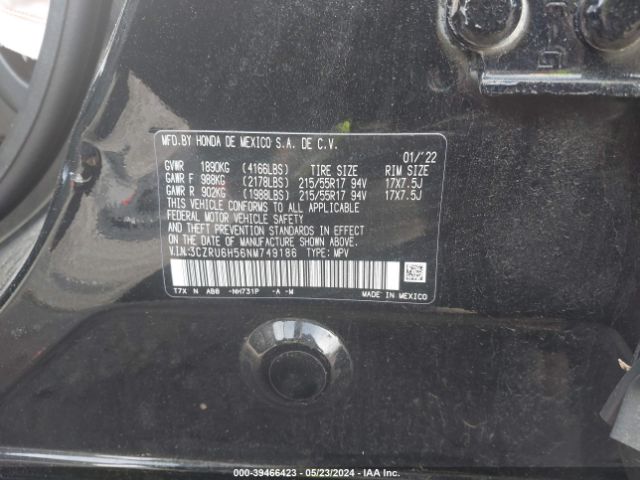 MFD.BY HONDA DE MEXICO S.A. DE C.V.
01/'22
GVWR 1890KG (4166LBS) TIRE SIZE RIM SIZE
GAWR F 988KG (2178LBS) 215/55R17 94V 17X7.5J
GAWR R 902KG (1988LBS) 215/55R17 94V 17X7.5J
THIS VEHICLE CONFORMS TO ALL APPLICABLE
FEDERAL MOTOR VEHICLE SAFETY
AND THEFT PREVENTION STANDARDS IN EFFECT
ON THE DATE OF MANUFACTURE SHOWN ABOVE.
V.I.N:3CZRU6H56NM749186 TYPE: MPV
T7X N AB0 -NH731P -A -M MADE IN MEXICO
000-39466423 - 05/23/2024 - IAA Inc.